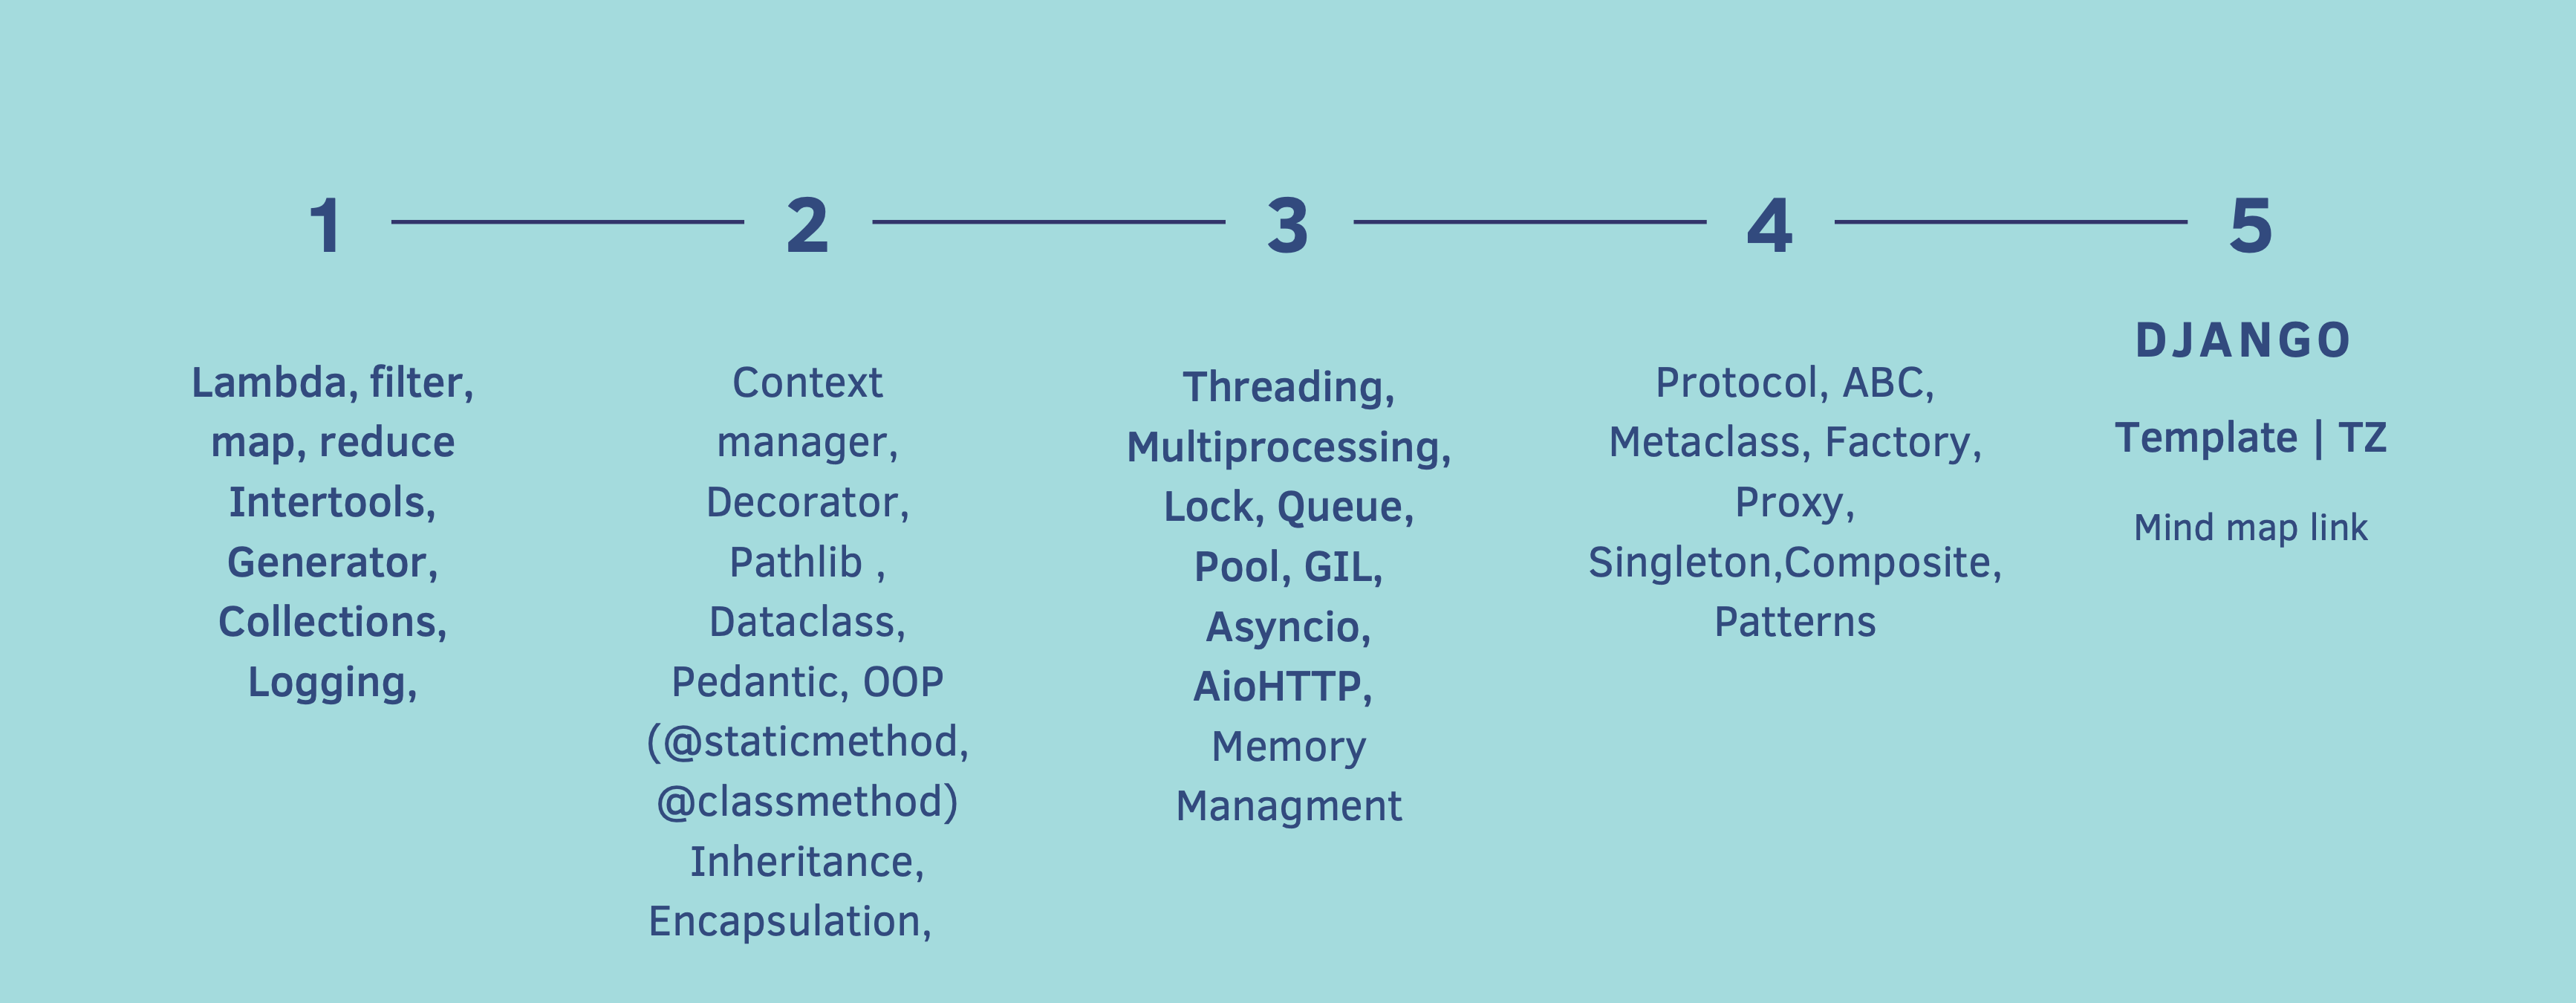 1
2
3
4
5
Lambda, filter,
map, reduce
Intertools,
Generator,
Collections,
Logging,
Context
manager,
Decorator,
Pathlib ,
Dataclass,
Pedantic, OOP
(@staticmethod,
@classmethod)
Inheritance,
Encapsulation,
Threading,
Multiprocessing,
Lock, Queue,
Pool, GIL,
Asyncio,
AioHTTP,
Memory
Managment
Protocol, ABC,
Metaclass, Factory,
Proxy,
Singleton,Composite,
Patterns
DJANGO
Template | TZ
Mind map link